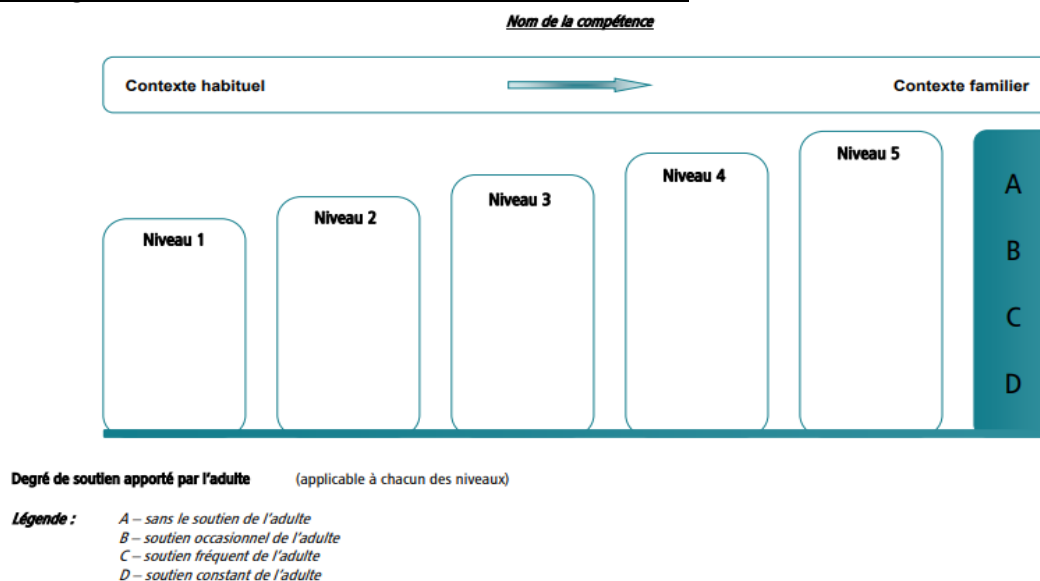 Nom de la compétence
Contexte habituel Contexte familier
Niveau 1
Niveau 2
Niveau 3
Niveau 4
Niveau 5
A
B
C
D
Degré de soutien apporté par l'adulte (applicable à chacun des niveaux)
Légende : A – sans le soutien de l'adulte
B – soutien occasionnel de l'adulte
C – soutien fréquent de l'adulte
D – soutien constant de l'adulte